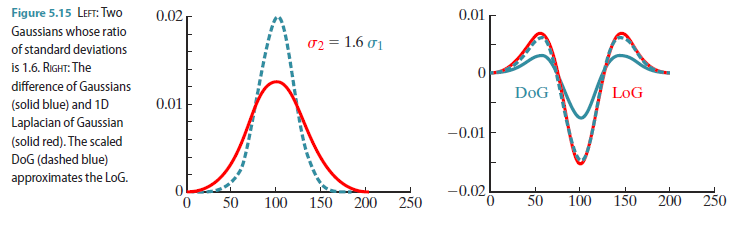 Figure 5.15 LEFT: Two
Gaussians whose ratio
of standard deviations
is 1.6. RIGHT: The
difference of Gaussians
(solid blue) and 1D
Laplacian of Gaussian
(solid red). The scaled
DoG (dashed blue)
approximates the LoG.
0.02
σ2 = 1.6 σ1
0.01
0
0 50 100 150 200 250
0.01
0
DoG LoG
−0.01
−0.02
0 50 100 150 200 250